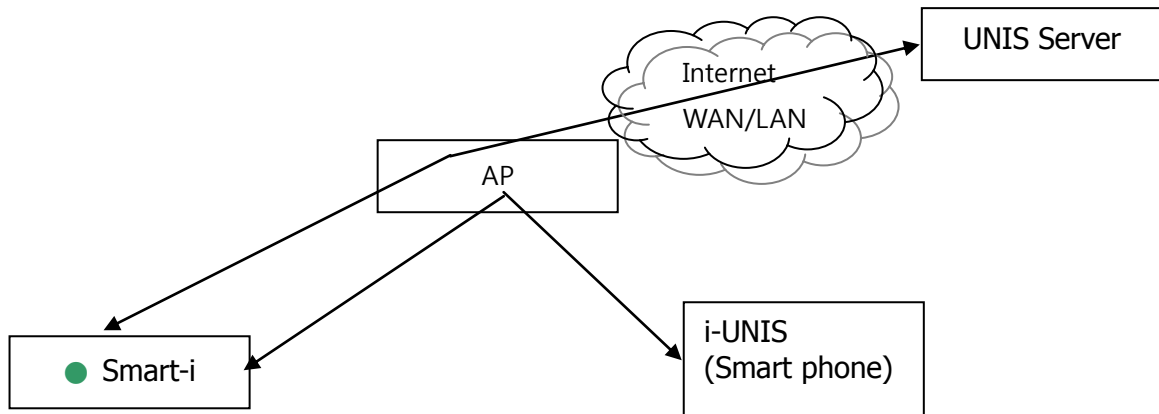 UNIS Server
Internet
WAN/LAN
AP
Smart-i
i-UNIS
(Smart phone)